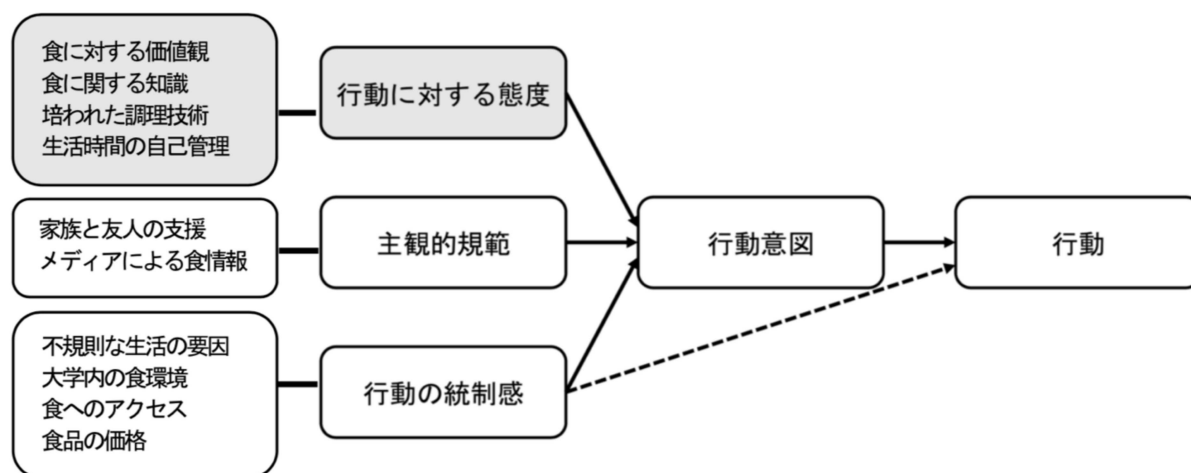 食に対する価値観
食に関する知識
培われた調理技術
生活時間の自己管理
行動に対する態度
家族と友人の支援
メディアによる食情報
主観的規範
行動意図
行動
不規則な生活の要因
大学内の食環境
食へのアクセス
食品の価格
行動の統制感